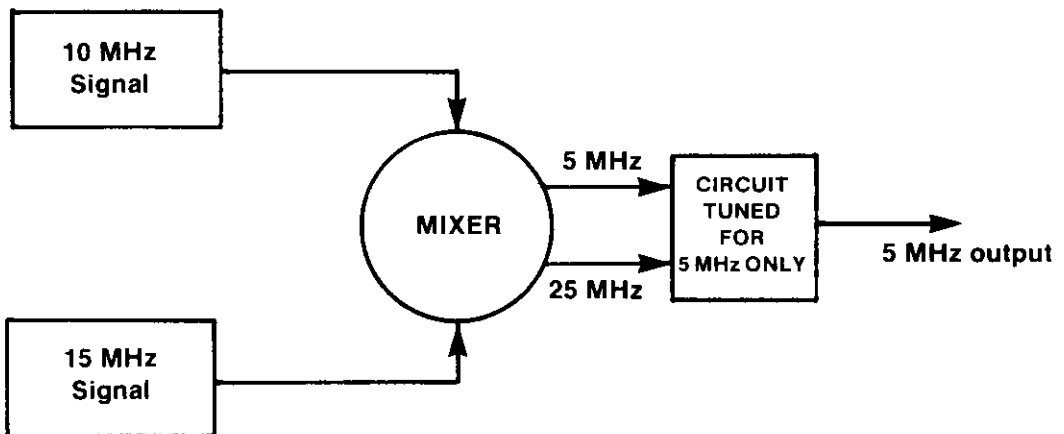 10 MHz
Signal
MIXER
5 MHz
25 MHz
CIRCUIT
TUNED
FOR
5 MHz ONLY
5 MHz output
15 MHz
Signal